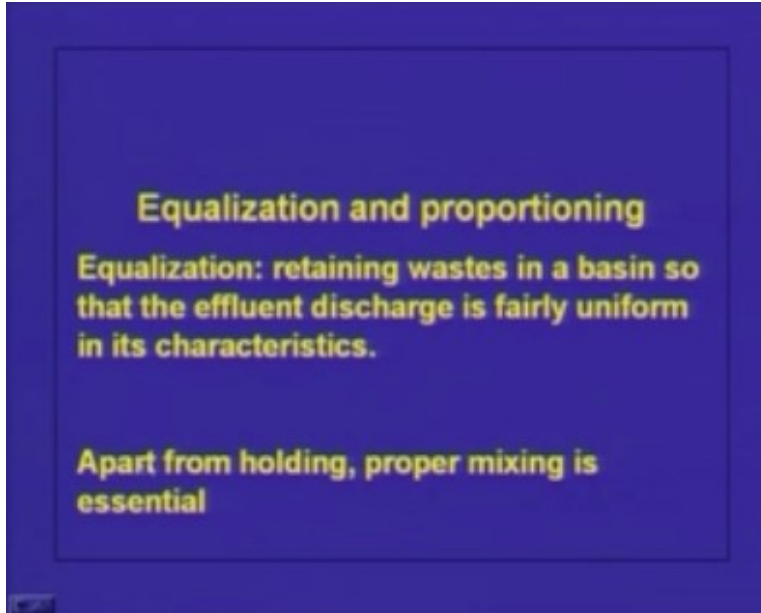 Equalization and proportioning
Equalization: retaining wastes in a basin so
that the effluent discharge is fairly uniform
in its characteristics.
Apart from holding, proper mixing is
essential